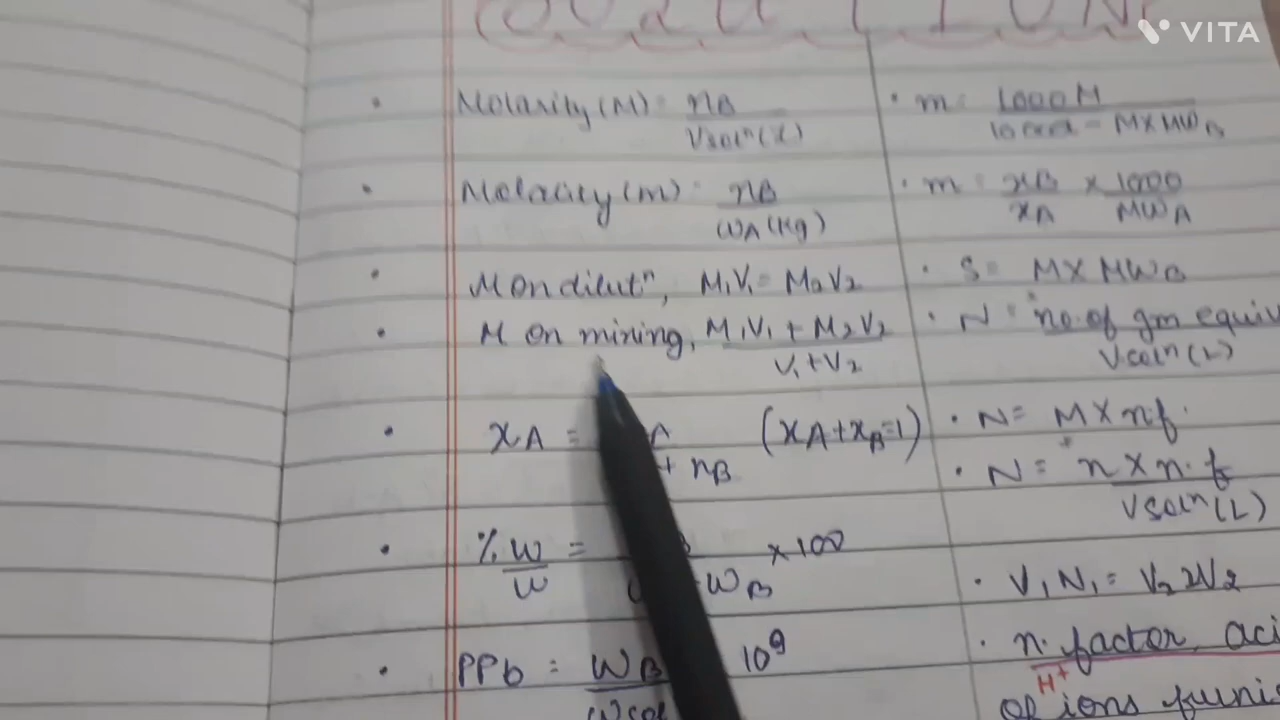 SOLUTION
VITA
• Molarity (M) = nB / Vsolⁿ(L)
• Molality (m) = nB / wA (Kg)
• M on dilutⁿ, M₁V₁ = M₂V₂
• M on mixing, M₁V₁ + M₂V₂ / V₁+V₂
• xA = + nB (xA+xB=1)
• % w/w = wB × 100
• PPb = wB 10⁹
• m = 1000M / 1000d - M×MWB
• m = xB/xA × 1000/MWA
• S = M × MWB
• N = no. of gm equiv / Vsolⁿ(L)
• N = M × nf.
• N = n × n.f / Vsolⁿ(L)
• V₁N₁ = V₂N₂
• n. factor, aci
H⁺
of ions furni